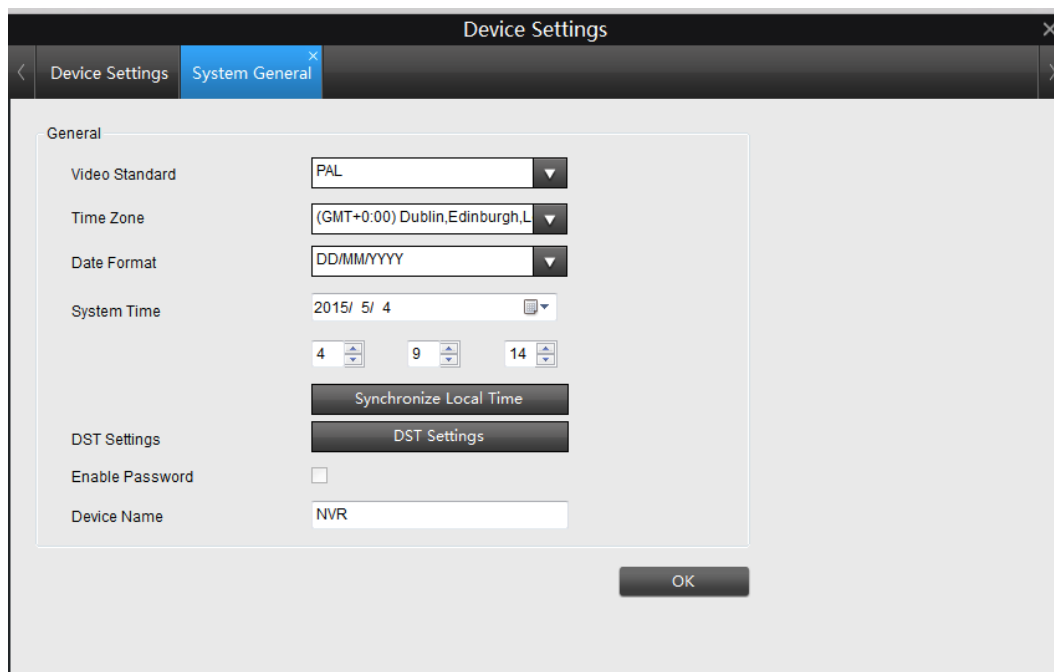 Device Settings
Device Settings System General
General
Video Standard PAL
Time Zone (GMT+0:00) Dublin,Edinburgh,L
Date Format DD/MM/YYYY
System Time 2015/ 5/ 4
4 9 14
Synchronize Local Time
DST Settings DST Settings
Enable Password
Device Name NVR
OK